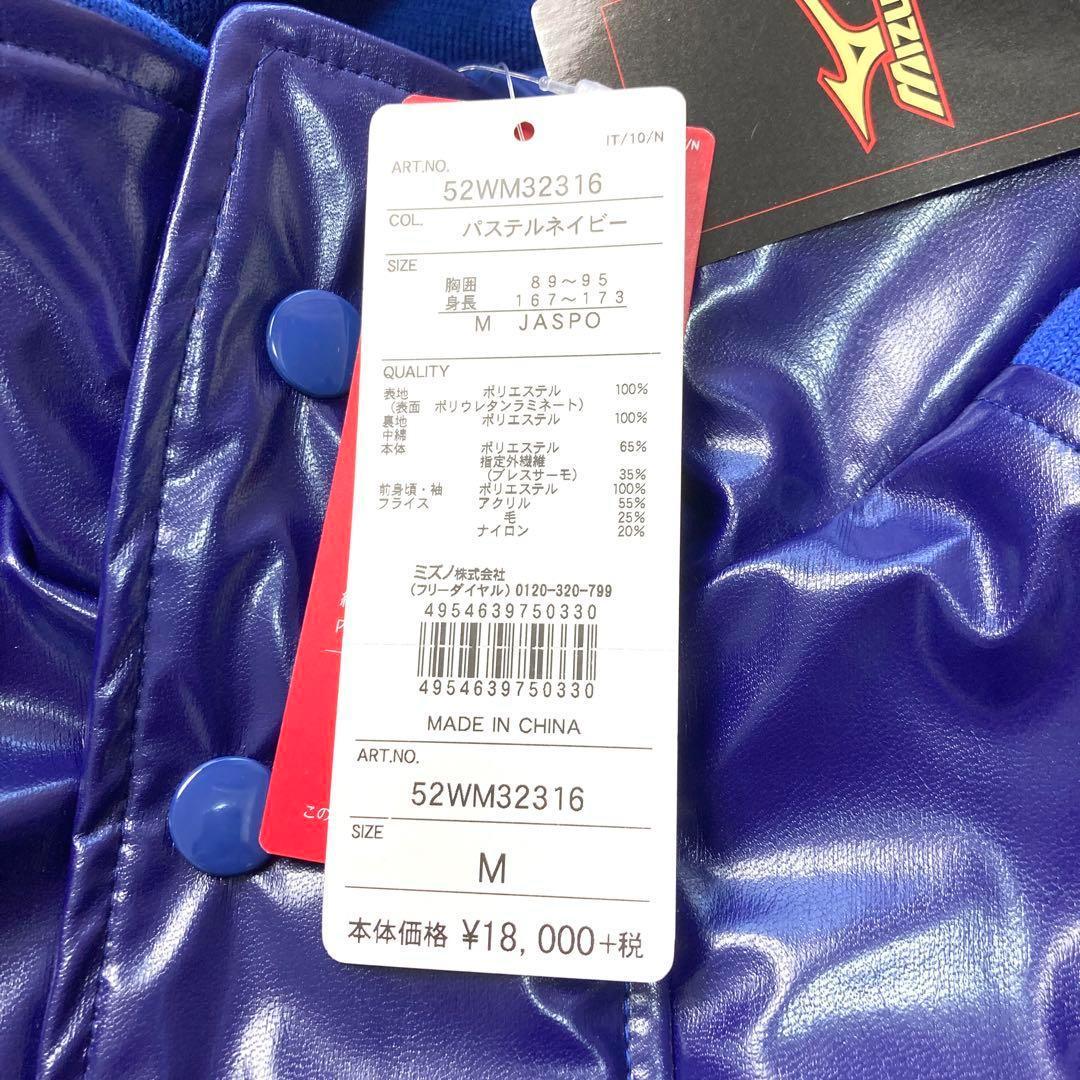 MIZUNO
IT/10/N
/N
ART.NO.
52WM32316
COL. パステルネイビー
SIZE
胸囲 89～95
身長 167～173
M JASPO
QUALITY
表地 ポリエステル 100%
(表面 ポリウレタンラミネート)
裏地 ポリエステル 100%
中綿
本体 ポリエステル 65%
指定外繊維
(ブレスサーモ) 35%
前身頃・袖 ポリエステル 100%
フライス アクリル 55%
毛 25%
ナイロン 20%
ミズノ株式会社
(フリーダイヤル) 0120-320-799
4954639750330
4954639750330
MADE IN CHINA
ART.NO.
52WM32316
SIZE
M
本体価格 ¥18,000+税
この